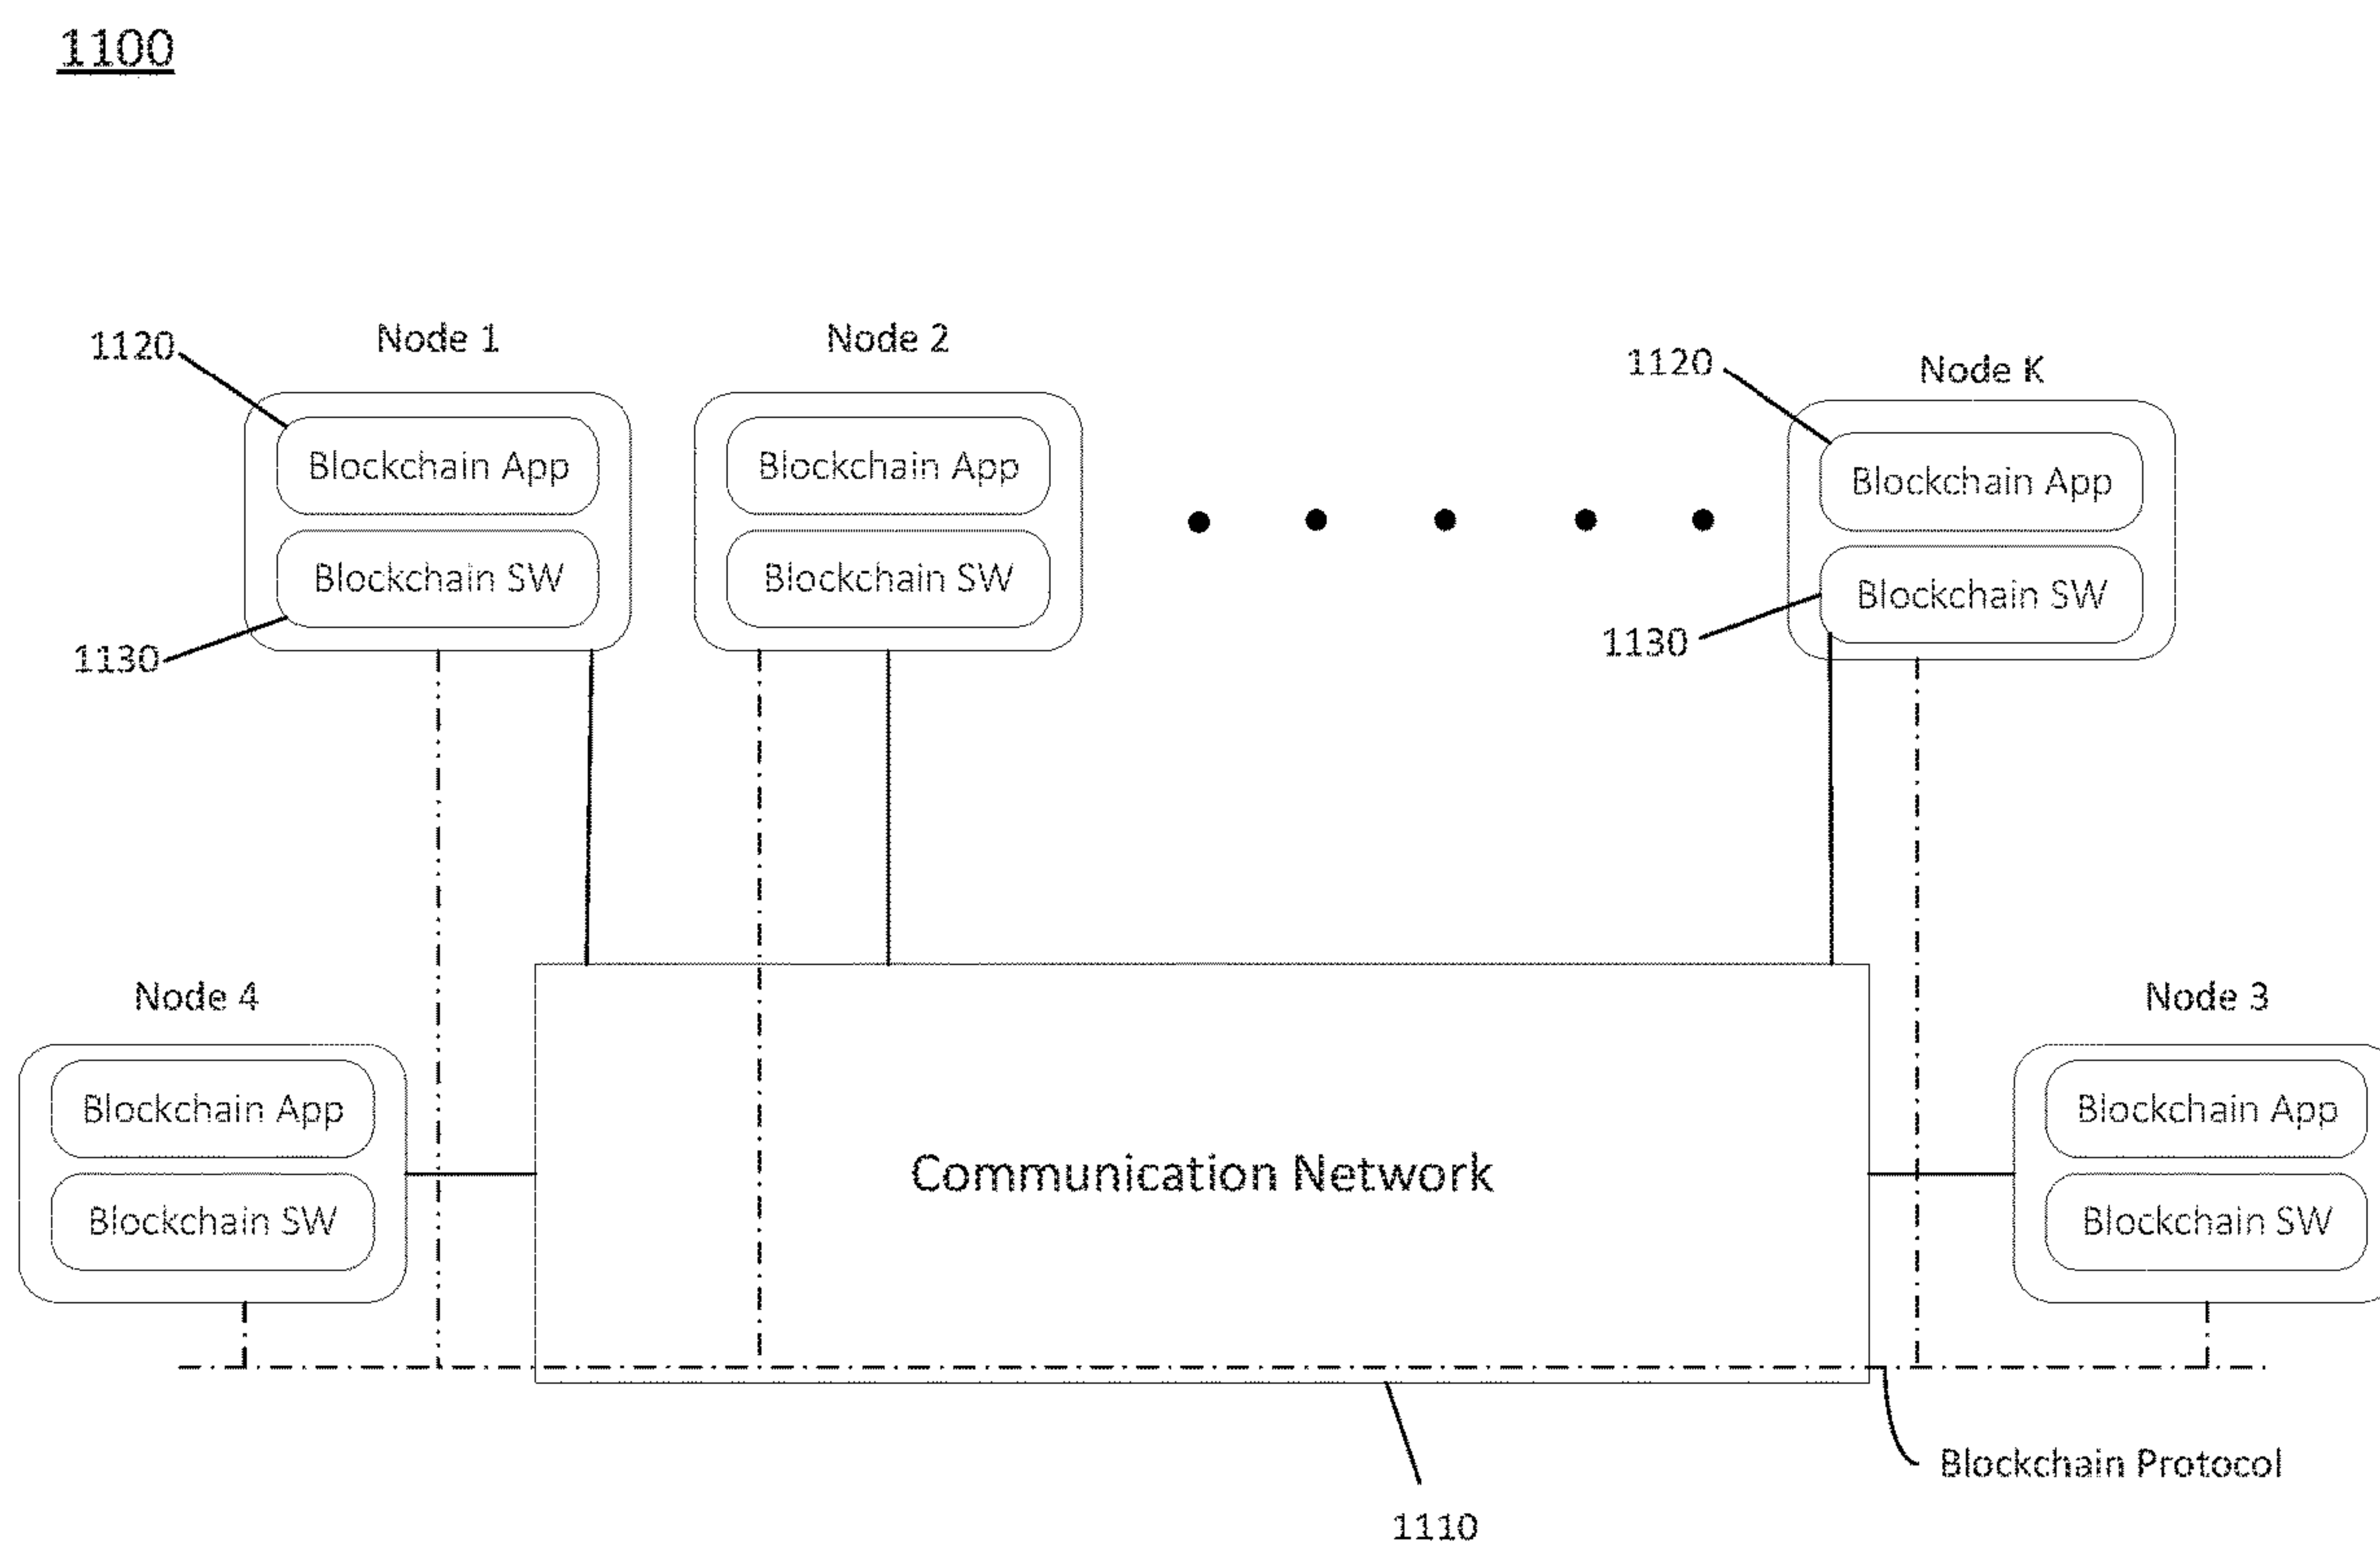 1100
Node 1
Node 2
1120
1120
Node K
Blockchain App
Blockchain App
Blockchain App
Blockchain SW
Blockchain SW
Blockchain SW
1130
1130
Node 4
Node 3
Blockchain App
Blockchain App
Communication Network
Blockchain SW
Blockchain SW
Blockchain Protocol
1110